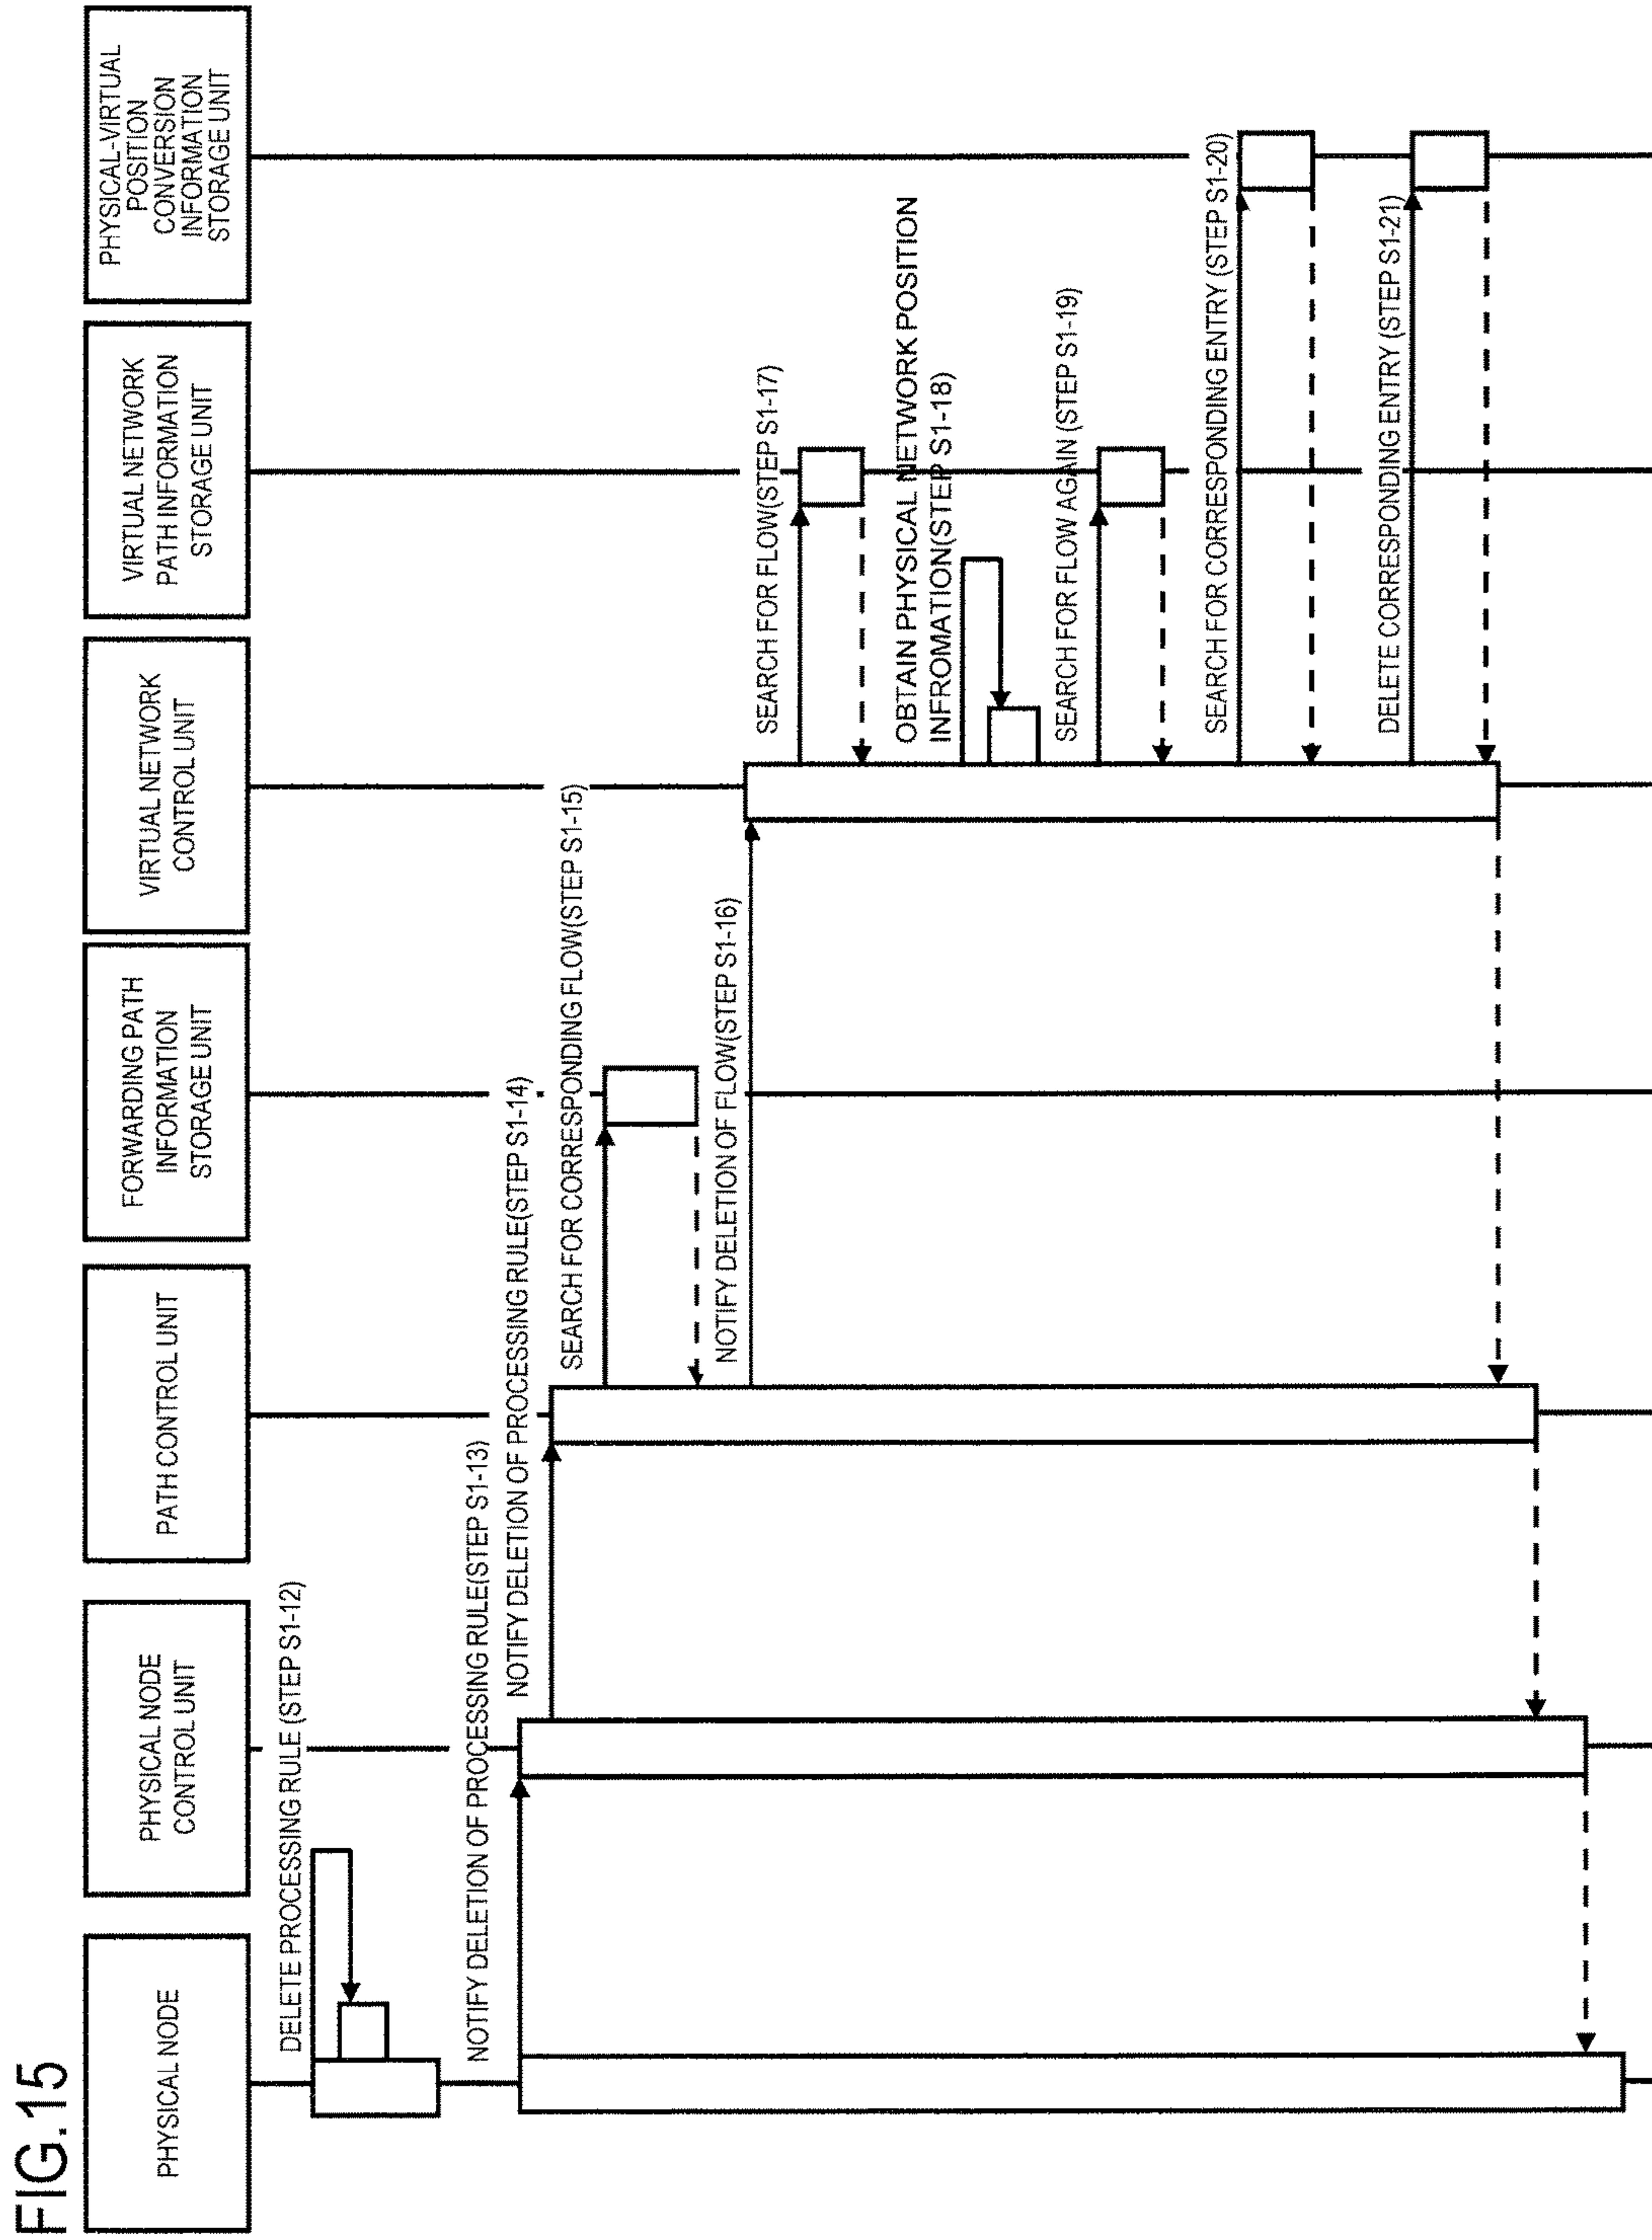 FIG.15
PHYSICAL NODE
PHYSICAL NODE
CONTROL UNIT
PATH CONTROL UNIT
FORWARDING PATH
INFORMATION
STORAGE UNIT
VIRTUAL NETWORK
CONTROL UNIT
VIRTUAL NETWORK
PATH INFORMATION
STORAGE UNIT
PHYSICAL-VIRTUAL
POSITION
CONVERSION
INFORMATION
STORAGE UNIT
DELETE PROCESSING RULE (STEP S1-12)
NOTIFY DELETION OF PROCESSING RULE(STEP S1-13)
NOTIFY DELETION OF PROCESSING RULE(STEP S1-14)
SEARCH FOR CORRESPONDING FLOW(STEP S1-15)
NOTIFY DELETION OF FLOW(STEP S1-16)
SEARCH FOR FLOW(STEP S1-17)
OBTAIN PHYSICAL NETWORK POSITION
INFROMATION(STEP S1-18)
SEARCH FOR FLOW AGAIN (STEP S1-19)
SEARCH FOR CORRESPONDING ENTRY (STEP S1-20)
DELETE CORRESPONDING ENTRY (STEP S1-21)